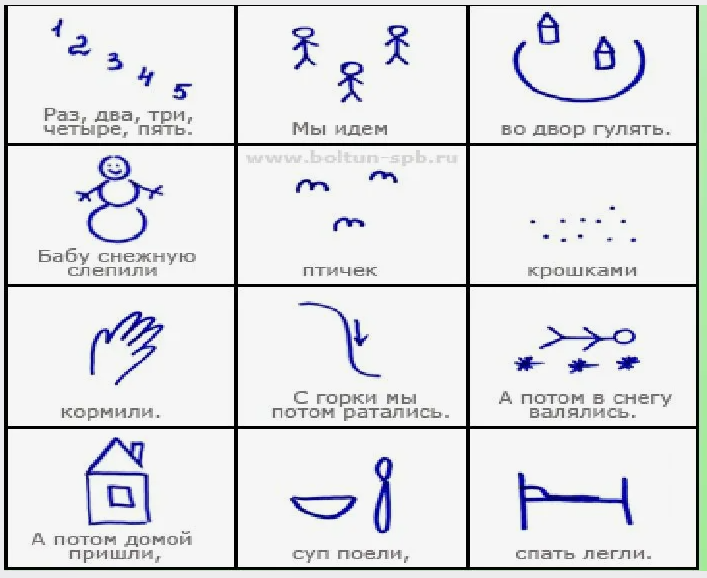 1 2 3 4 5
Раз, два, три,
четыре, пять.
Мы идем
во двор гулять.
www.boltun-spb.ru
Бабу снежную
слепили
птичек
крошками
кормили.
С горки мы
потом ратались.
А потом в снегу
валялись.
А потом домой
пришли,
суп поели,
спать легли.